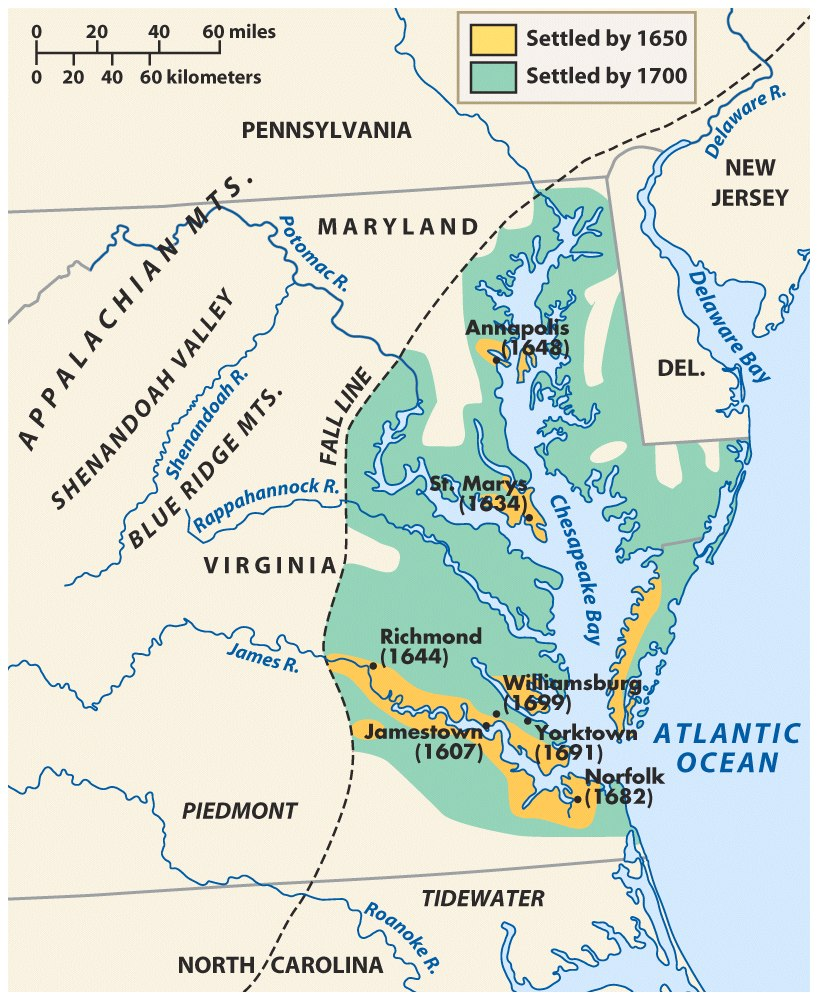 0 20 40 60 miles
0 20 40 60 kilometers
Settled by 1650
Settled by 1700
PENNSYLVANIA
Delaware R.
NEW
JERSEY
APPALACHIAN MTS.
Potomac R.
MARYLAND
SHENANDOAH VALLEY
Shenandoah R.
BLUE RIDGE MTS.
FALL LINE
Annapolis
(1648)
Delaware Bay
DEL.
Rappahannock R.
St. Marys
(1634)
Chesapeake Bay
VIRGINIA
James R.
Richmond
(1644)
Williamsburg
(1699)
Jamestown
(1607)
Yorktown
(1691)
ATLANTIC
OCEAN
Norfolk
(1682)
PIEDMONT
TIDEWATER
Roanoke R.
NORTH CAROLINA